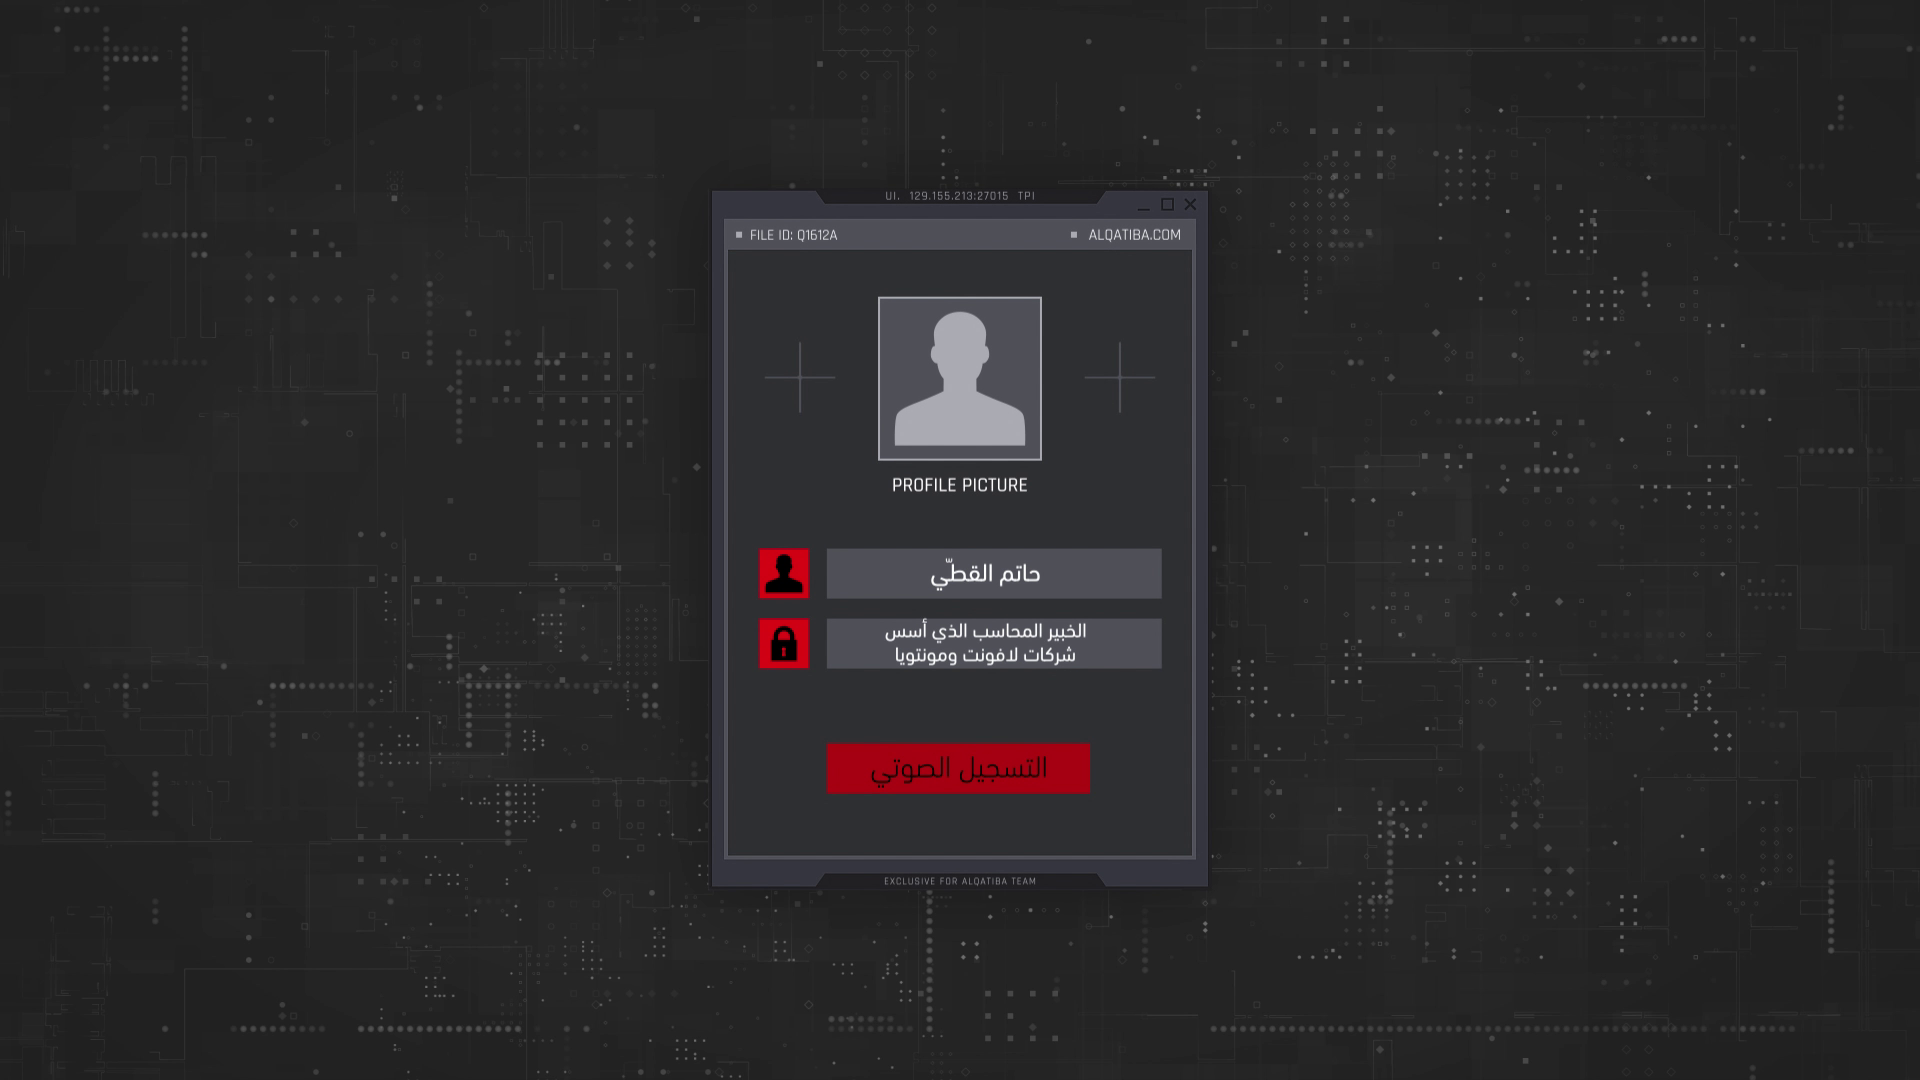 UI. 129.155.213:27015 TPI
FILE ID: Q1612A
ALQATIBA.COM
PROFILE PICTURE
حاتم القطّي
الخبير المحاسب الذي أسس
شركات لافونت ومونتويا
التسجيل الصوتي
EXCLUSIVE FOR ALQATIBA TEAM